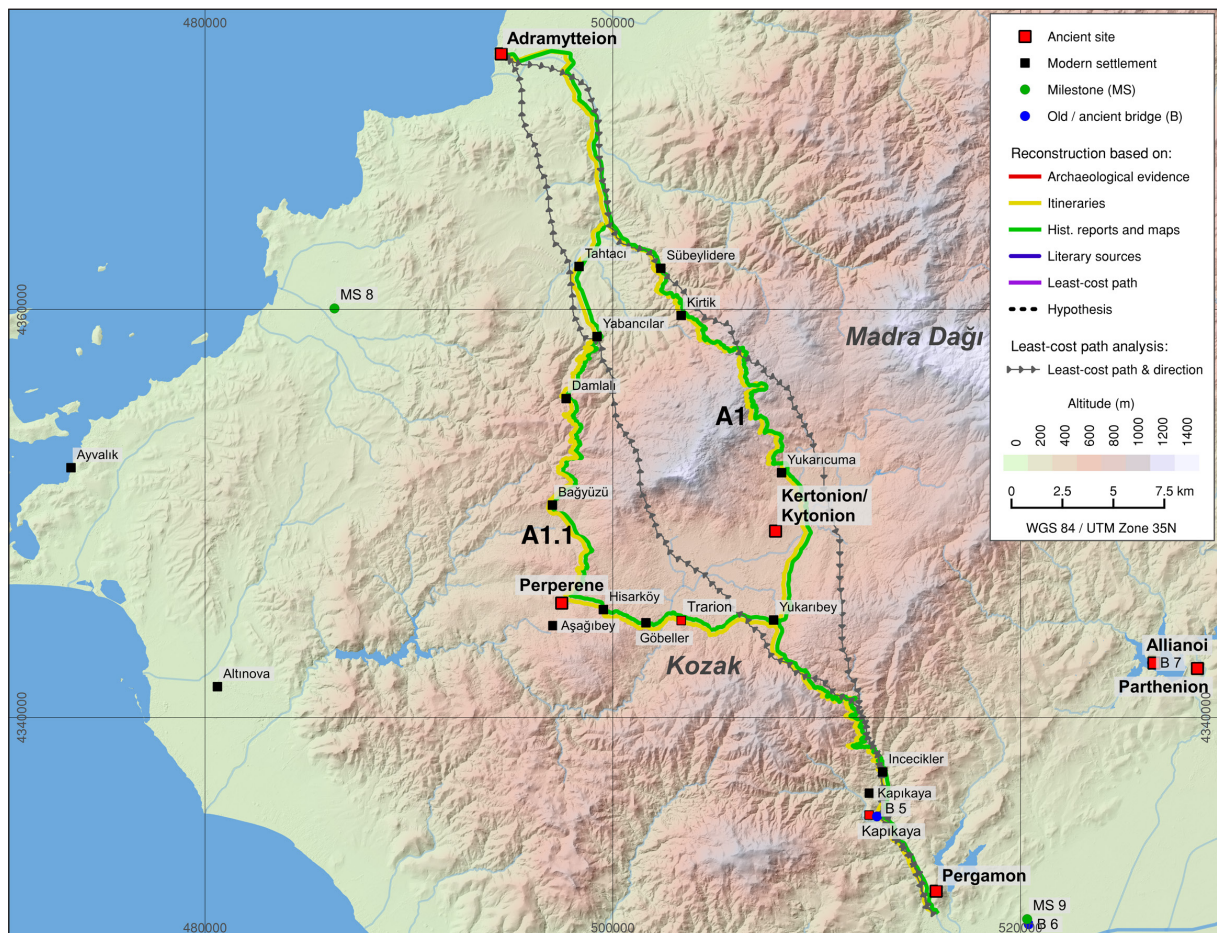 480000
500000
Adramytteion
Ancient site
Modern settlement
Milestone (MS)
Old / ancient bridge (B)
Reconstruction based on:
Archaeological evidence
Itineraries
Hist. reports and maps
Literary sources
Least-cost path
Hypothesis
Least-cost path analysis:
Least-cost path & direction
Altitude (m)
0
200
400
600
800
1000
1200
1400
0
2.5
5
7.5 km
WGS 84 / UTM Zone 35N
Tahtacı
Sübeylidere
MS 8
4360000
Kirtik
Yabancılar
Madra Dağı
Damlalı
A1
Ayvalık
Yukarıcuma
Bağyüzü
Kertonion/
Kytonion
A1.1
Perperene
Hisarköy
Trarion
Yukarıbey
Aşağıbey
Göbeller
Kozak
Allianoi
B 7
Parthenion
Altınova
4340000
4340000
Incecikler
Kapıkaya
B 5
Kapıkaya
Pergamon
MS 9
B 6
480000
500000
520000